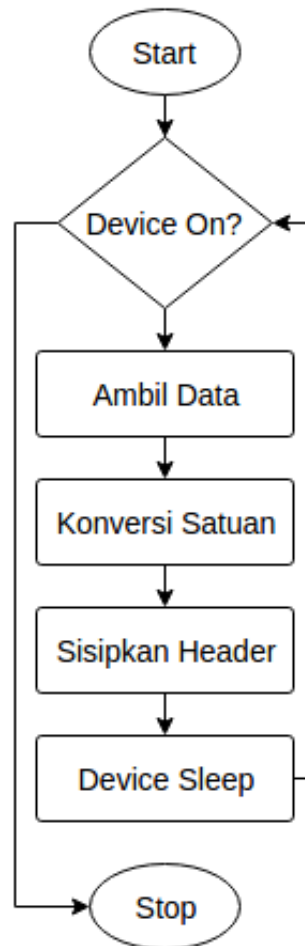 Start
Device On?
Ambil Data
Konversi Satuan
Sisipkan Header
Device Sleep
Stop